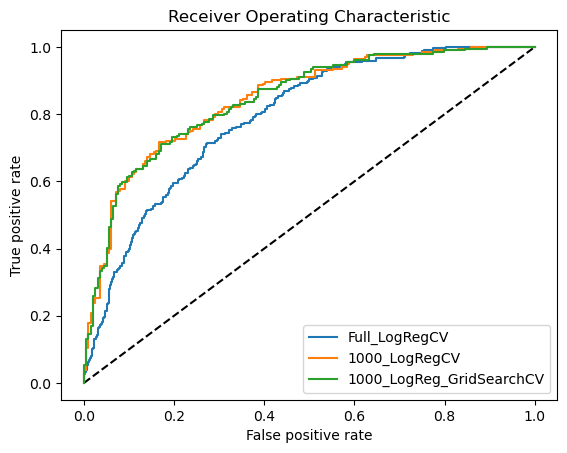 Receiver Operating Characteristic
True positive rate
1.0
0.8
0.6
0.4
0.2
0.0
Full_LogRegCV
1000_LogRegCV
1000_LogReg_GridSearchCV
0.0 0.2 0.4 0.6 0.8 1.0
False positive rate